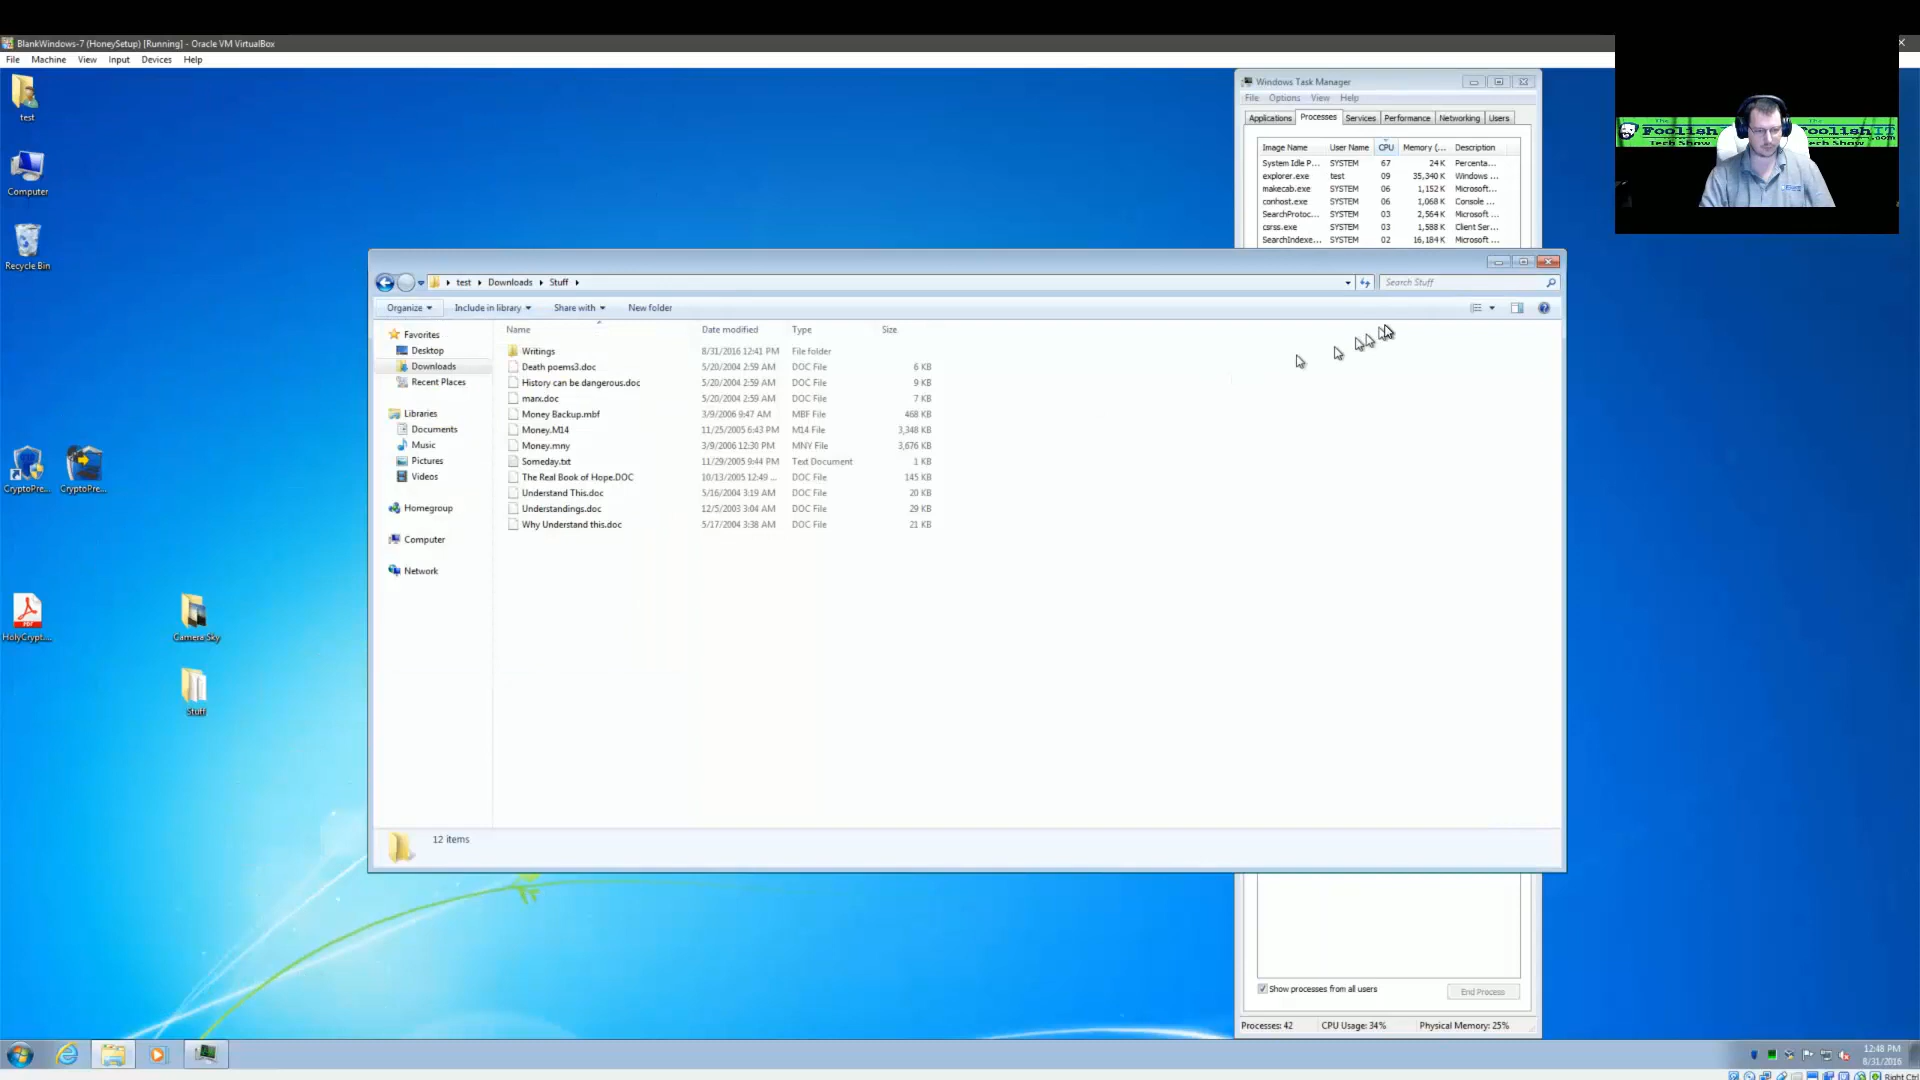 BlankWindows-7 (HoneySetup) [Running] - Oracle VM VirtualBox
File Machine View Input Devices Help
test
Computer
Recycle Bin
CryptoPre... CryptoPre...
HolyCrypt...
Camera Sky
Stuff
Windows Task Manager
File Options View Help
Applications Processes Services Performance Networking Users
Image Name User Name CPU Memory (... Description
System Idle P... SYSTEM 67 24 K Percenta...
explorer.exe test 09 35,340 K Windows ...
makecab.exe SYSTEM 06 1,152 K Microsoft...
conhost.exe SYSTEM 06 1,068 K Console ...
SearchProtoc... SYSTEM 03 2,564 K Microsoft ...
csrss.exe SYSTEM 03 1,588 K Client Ser...
SearchIndexe... SYSTEM 02 16,184 K Microsoft ...
test Downloads Stuff
Search Stuff
Organize Include in library Share with New folder
Favorites
Desktop
Downloads
Recent Places
Libraries
Documents
Music
Pictures
Videos
Homegroup
Computer
Network
Name Date modified Type Size
Writings 8/31/2016 12:41 PM File folder
Death poems3.doc 5/20/2004 2:59 AM DOC File 6 KB
History can be dangerous.doc 5/20/2004 2:59 AM DOC File 9 KB
marx.doc 5/20/2004 2:59 AM DOC File 7 KB
Money Backup.mbf 3/9/2006 9:47 AM MBF File 468 KB
Money.M14 11/25/2005 6:43 PM M14 File 3,348 KB
Money.mny 3/9/2006 12:30 PM MNY File 3,676 KB
Someday.txt 11/29/2005 9:44 PM Text Document 1 KB
The Real Book of Hope.DOC 10/13/2005 12:49 ... DOC File 145 KB
Understand This.doc 5/16/2004 3:19 AM DOC File 20 KB
Understandings.doc 12/5/2003 3:04 AM DOC File 29 KB
Why Understand this.doc 5/17/2004 3:38 AM DOC File 21 KB
12 items
Show processes from all users
End Process
Processes: 42 CPU Usage: 34% Physical Memory: 25%
12:48 PM
8/31/2016
Right Ctrl
The
Foolish
Tech Show
The
oolishIT
.com
Tech Show